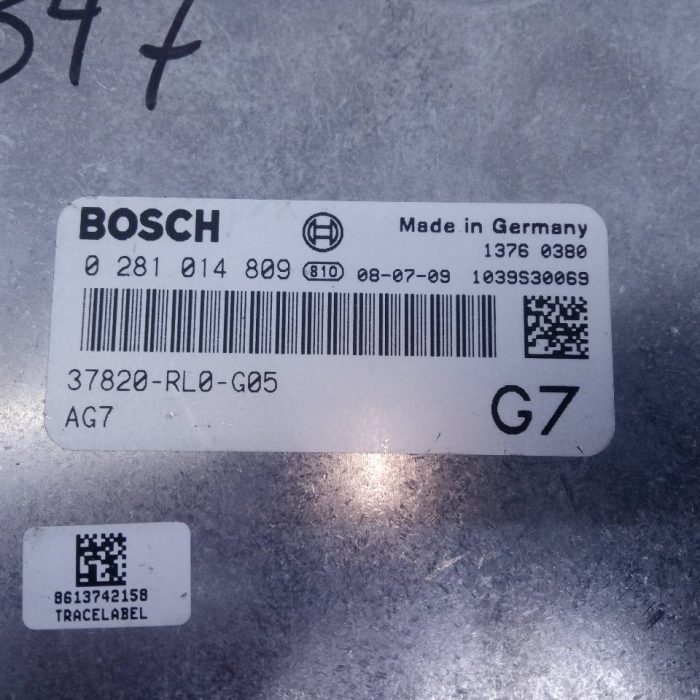 347
BOSCH
Made in Germany
1376 0380
0 281 014 809 810 08-07-09 1039S30069
37820-RL0-G05
AG7
G7
8613742158
TRACELABEL